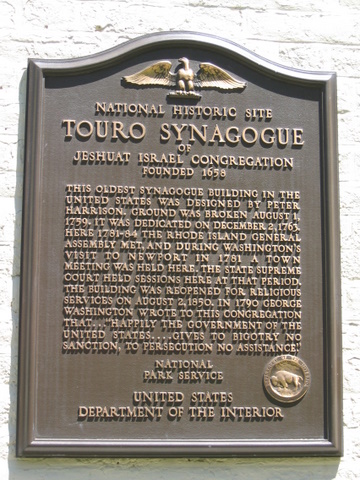 NATIONAL HISTORIC SITE
TOURO SYNAGOGUE
OF
JESHUAT ISRAEL CONGREGATION
FOUNDED 1658
THIS OLDEST SYNAGOGUE BUILDING IN THE
UNITED STATES WAS DESIGNED BY PETER
HARRISON. GROUND WAS BROKEN AUGUST 1,
1759. IT WAS DEDICATED ON DECEMBER 2, 1763.
HERE 1781-84 THE RHODE ISLAND GENERAL
ASSEMBLY MET, AND DURING WASHINGTON'S
VISIT TO NEWPORT IN 1781 A TOWN
MEETING WAS HELD HERE. THE STATE SUPREME
COURT HELD SESSIONS HERE AT THAT PERIOD.
THE BUILDING WAS REOPENED FOR RELIGIOUS
SERVICES ON AUGUST 2, 1850. IN 1790 GEORGE
WASHINGTON WROTE TO THIS CONGREGATION
THAT... "HAPPILY THE GOVERNMENT OF THE
UNITED STATES.....GIVES TO BIGOTRY NO
SANCTION, TO PERSECUTION NO ASSISTANCE."
NATIONAL
PARK SERVICE
UNITED STATES
DEPARTMENT OF THE INTERIOR